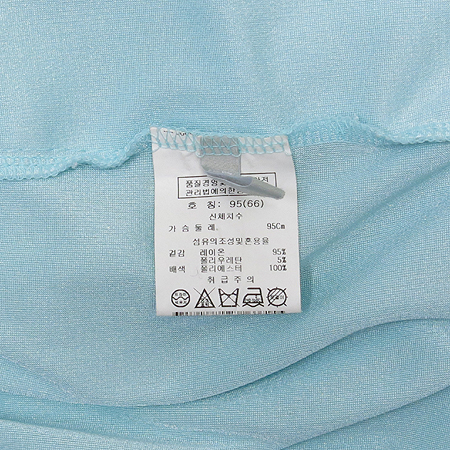 품질경영및
관리법에의한
호 칭: 95(66)
신체치수
가슴둘레. 95Cm
섬유의조성및혼용율
겉감 레이온 95%
폴리우레탄 5%
배색 폴리에스터 100%
취급주의